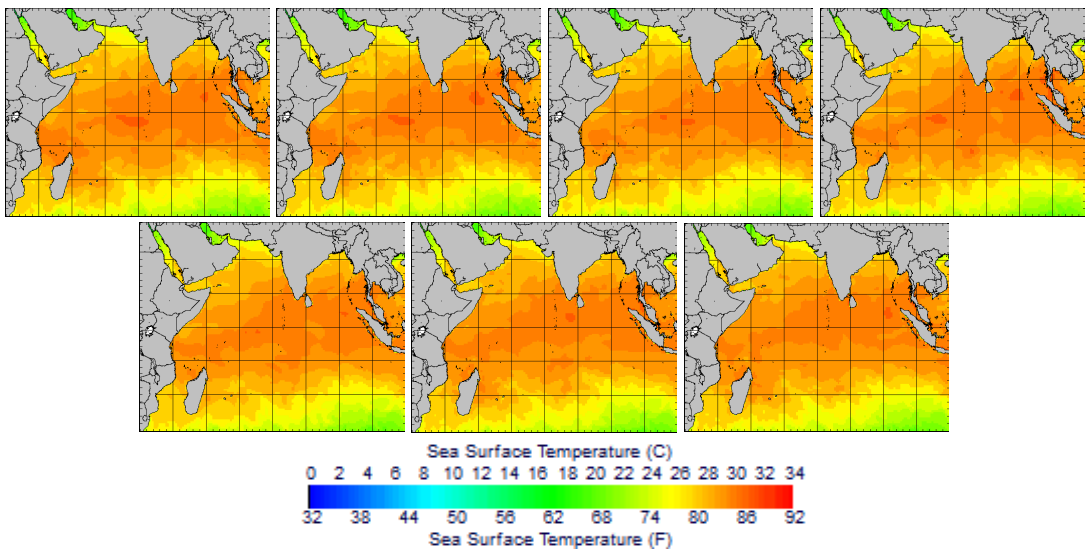 Sea Surface Temperature (C)
0 2 4 6 8 10 12 14 16 18 20 22 24 26 28 30 32 34
32 38 44 50 56 62 68 74 80 86 92
Sea Surface Temperature (F)